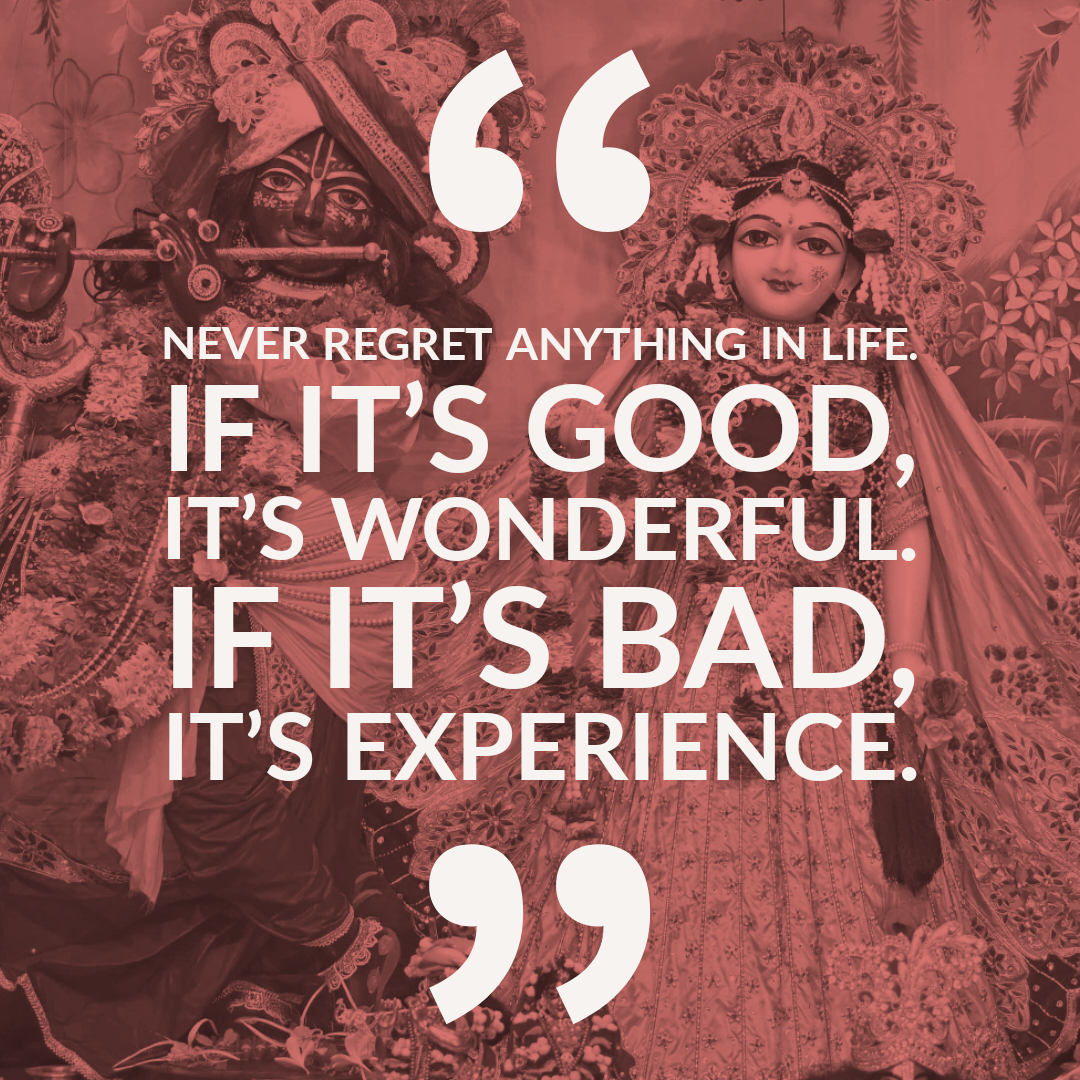 “
NEVER REGRET ANYTHING IN LIFE.
IF IT’S GOOD,
IT’S WONDERFUL.
IF IT’S BAD,
IT’S EXPERIENCE.
”